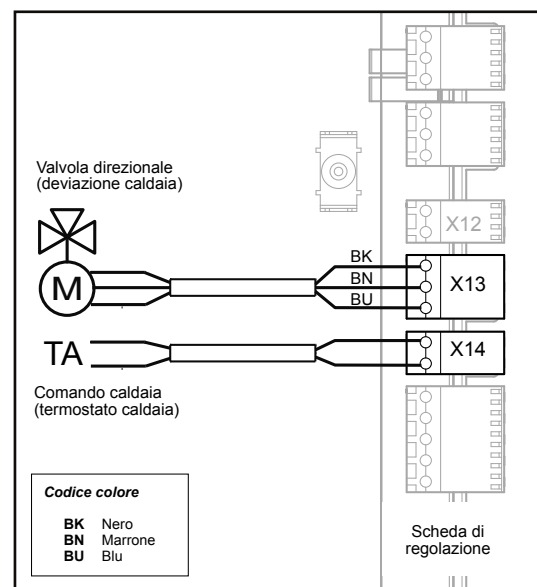 X12
Valvola direzionale
(deviazione caldaia)
M
BK
BN
BU
X13
TA
X14
Comando caldaia
(termostato caldaia)
Codice colore
BK Nero
BN Marrone
BU Blu
Scheda di
regolazione